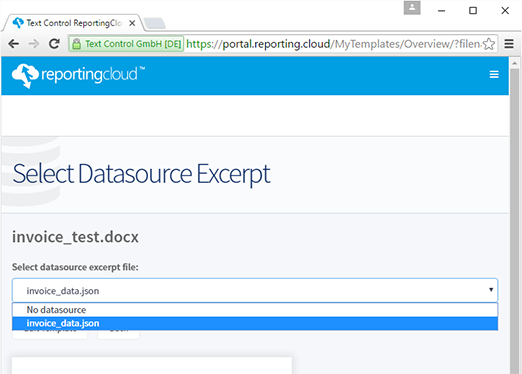 Text Control ReportingCloud
Text Control GmbH [DE] https://portal.reporting.cloud/MyTemplates/Overview/?filen
reportingcloud™
Select Datasource Excerpt
invoice_test.docx
Select datasource excerpt file:
invoice_data.json
No datasource
invoice_data.json